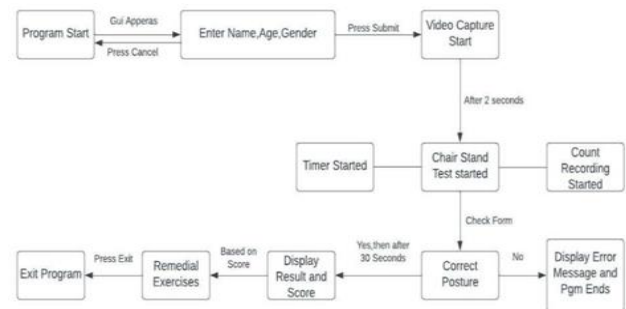 Gui Apperas
Program Start
Enter Name,Age,Gender
Press Submit
Video Capture
Start
Press Cancel
After 2 seconds
Timer Started
Chair Stand
Test started
Count
Recording
Started
Check Form
Exit Program
Press Exit
Remedial
Exercises
Based on
Score
Display
Result and
Score
Yes,then after
30 Seconds
Correct
Posture
No
Display Error
Message and
Pgm Ends